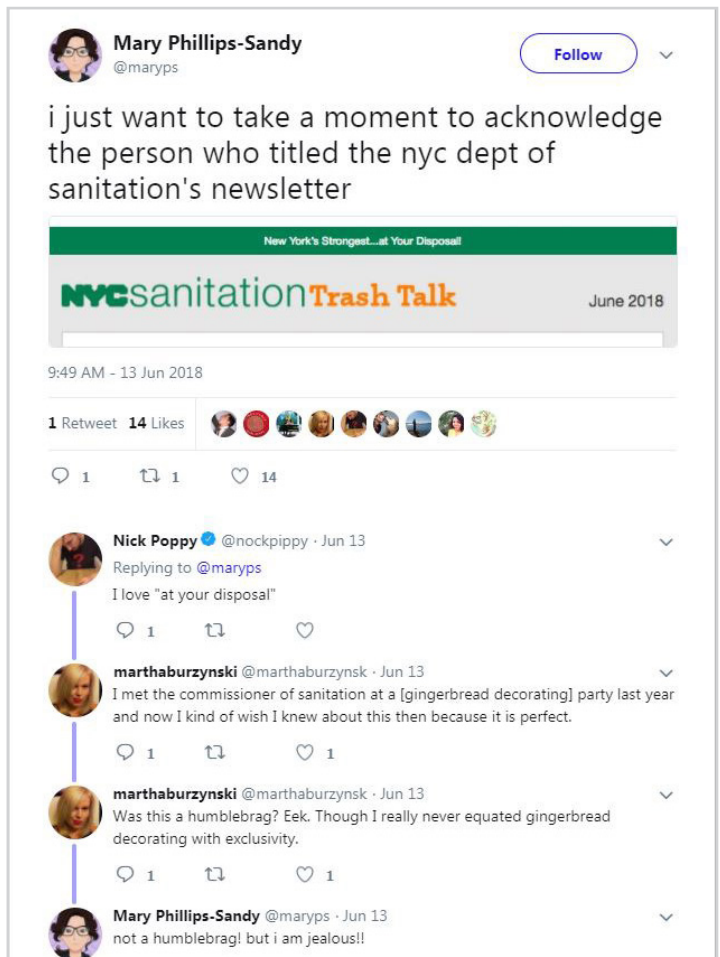 Mary Phillips-Sandy
@maryps
Follow
i just want to take a moment to acknowledge
the person who titled the nyc dept of
sanitation's newsletter
New York's Strongest...at Your Disposal!
NYCsanitation Trash Talk
June 2018
9:49 AM - 13 Jun 2018
1 Retweet 14 Likes
1 1 14
Nick Poppy @nockpippy · Jun 13
Replying to @maryps
I love "at your disposal"
1
marthaburzynski @marthaburzynsk · Jun 13
I met the commissioner of sanitation at a [gingerbread decorating] party last year
and now I kind of wish I knew about this then because it is perfect.
1 1
marthaburzynski @marthaburzynsk · Jun 13
Was this a humblebrag? Eek. Though I really never equated gingerbread
decorating with exclusivity.
1 1
Mary Phillips-Sandy @maryps · Jun 13
not a humblebrag! but i am jealous!!